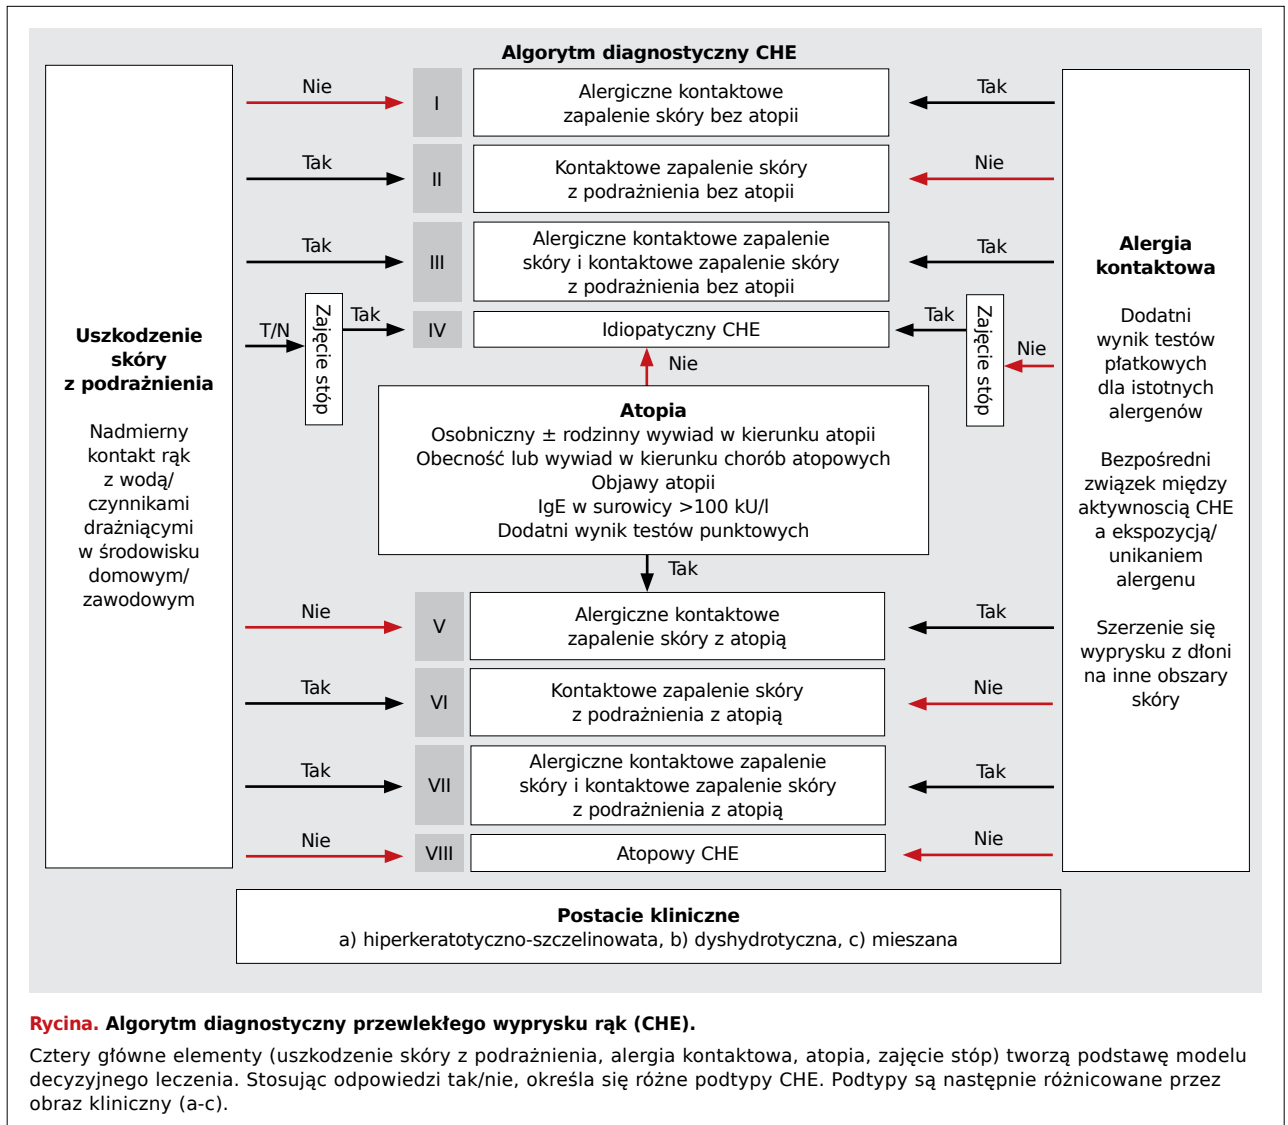 Algorytm diagnostyczny CHE
Uszkodzenie
skóry
z podrażnienia
Nadmierny
kontakt rąk
z wodą/
czynnikami
drażniącymi
w środowisku
domowym/
zawodowym
Nie
I
Alergiczne kontaktowe
zapalenie skóry bez atopii
Tak
Tak
II
Kontaktowe zapalenie skóry
z podrażnienia bez atopii
Nie
Tak
III
Alergiczne kontaktowe zapalenie
skóry i kontaktowe zapalenie skóry
z podrażnienia bez atopii
Tak
T/N
Zajęcie stóp
Tak
IV
Idiopatyczny CHE
Tak
Zajęcie stóp
Nie
Nie
Atopia
Osobniczny ± rodzinny wywiad w kierunku atopii
Obecność lub wywiad w kierunku chorób atopowych
Objawy atopii
IgE w surowicy >100 kU/l
Dodatni wynik testów punktowych
Tak
Nie
V
Alergiczne kontaktowe
zapalenie skóry z atopią
Tak
Tak
VI
Kontaktowe zapalenie skóry
z podrażnienia z atopią
Nie
Tak
VII
Alergiczne kontaktowe zapalenie
skóry i kontaktowe zapalenie skóry
z podrażnienia z atopią
Tak
Nie
VIII
Atopowy CHE
Nie
Alergia
kontaktowa
Dodatni
wynik testów
płatkowych
dla istotnych
alergenów
Bezpośredni
związek między
aktywnoscią CHE
a ekspozycją/
unikaniem
alergenu
Szerzenie się
wyprysku z dłoni
na inne obszary
skóry
Postacie kliniczne
a) hiperkeratotyczno-szczelinowata, b) dyshydrotyczna, c) mieszana
Rycina. Algorytm diagnostyczny przewlekłego wyprysku rąk (CHE).
Cztery główne elementy (uszkodzenie skóry z podrażnienia, alergia kontaktowa, atopia, zajęcie stóp) tworzą podstawę modelu
decyzyjnego leczenia. Stosując odpowiedzi tak/nie, określa się różne podtypy CHE. Podtypy są następnie różnicowane przez
obraz kliniczny (a-c).